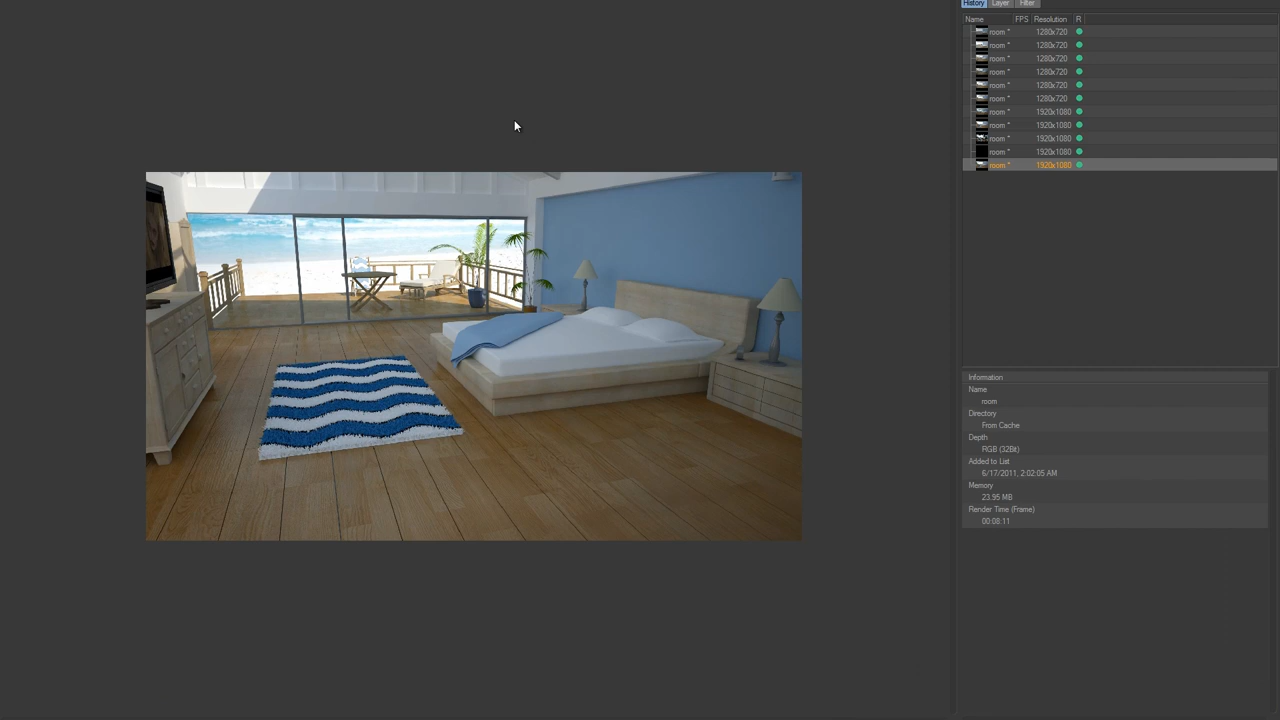 History Layer Filter
Name FPS Resolution R
room * 1280x720
room * 1280x720
room * 1280x720
room * 1280x720
room * 1280x720
room * 1280x720
room * 1920x1080
room * 1920x1080
room * 1920x1080
room * 1920x1080
room * 1920x1080
Information
Name
room
Directory
From Cache
Depth
RGB (32Bit)
Added to List
6/17/2011, 2:02:05 AM
Memory
23.95 MB
Render Time (Frame)
00:08:11